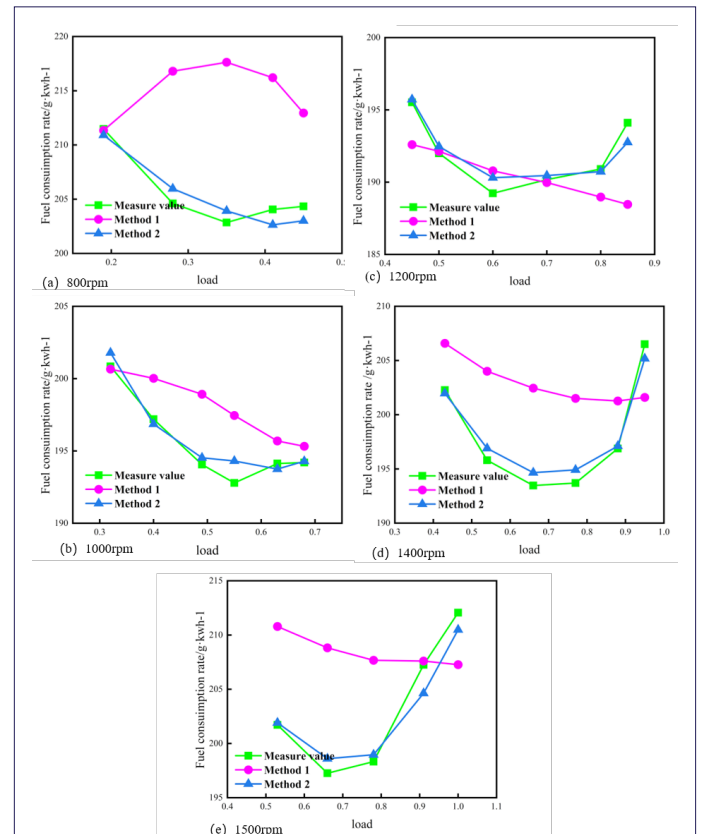 220
215
210
205
200
Fuel consuimption rate/g·kwh-1
Measure value
Method 1
Method 2
0.2
0.3
0.4
load
(a) 800rpm
200
195
190
185
Fuel consuimption rate/g·kwh-1
Measure value
Method 1
Method 2
0.4
0.5
0.6
0.7
0.8
0.9
load
(c) 1200rpm
205
200
195
190
Fuel consuimption rate/g·kwh-1
Measure value
Method 1
Method 2
0.3
0.4
0.5
0.6
0.7
load
(b) 1000rpm
210
205
200
195
190
Fuel consuimption rate/g·kwh-1
Measure value
Method 1
Method 2
0.3
0.4
0.5
0.6
0.7
0.8
0.9
1.0
load
(d) 1400rpm
215
210
205
200
195
Fuel consuimption rate/g·kwh-1
Measure value
Method 1
Method 2
0.4
0.5
0.6
0.7
0.8
0.9
1.0
1.1
load
(e) 1500rpm